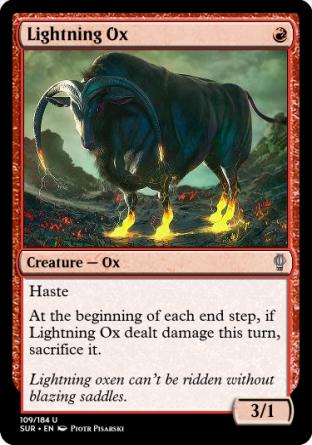 Lightning Ox
Creature — Ox
Haste
At the beginning of each end step, if
Lightning Ox dealt damage this turn,
sacrifice it.
Lightning oxen can't be ridden without
blazing saddles.
3/1
109/184 U
SUR • EN Piotr Pisarski